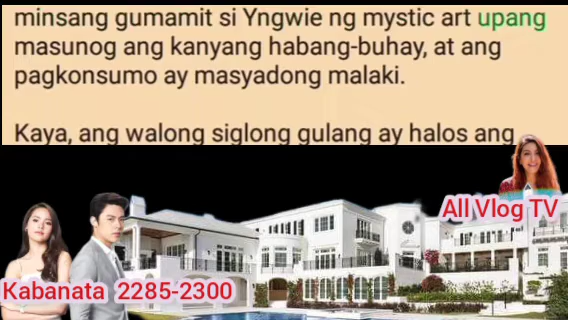 minsang gumamit si Yngwie ng mystic art upang
masunog ang kanyang habang-buhay, at ang
pagkonsumo ay masyadong malaki.
Kaya, ang walong siglong gulang ay halos ang
All Vlog TV
Kabanata 2285-2300